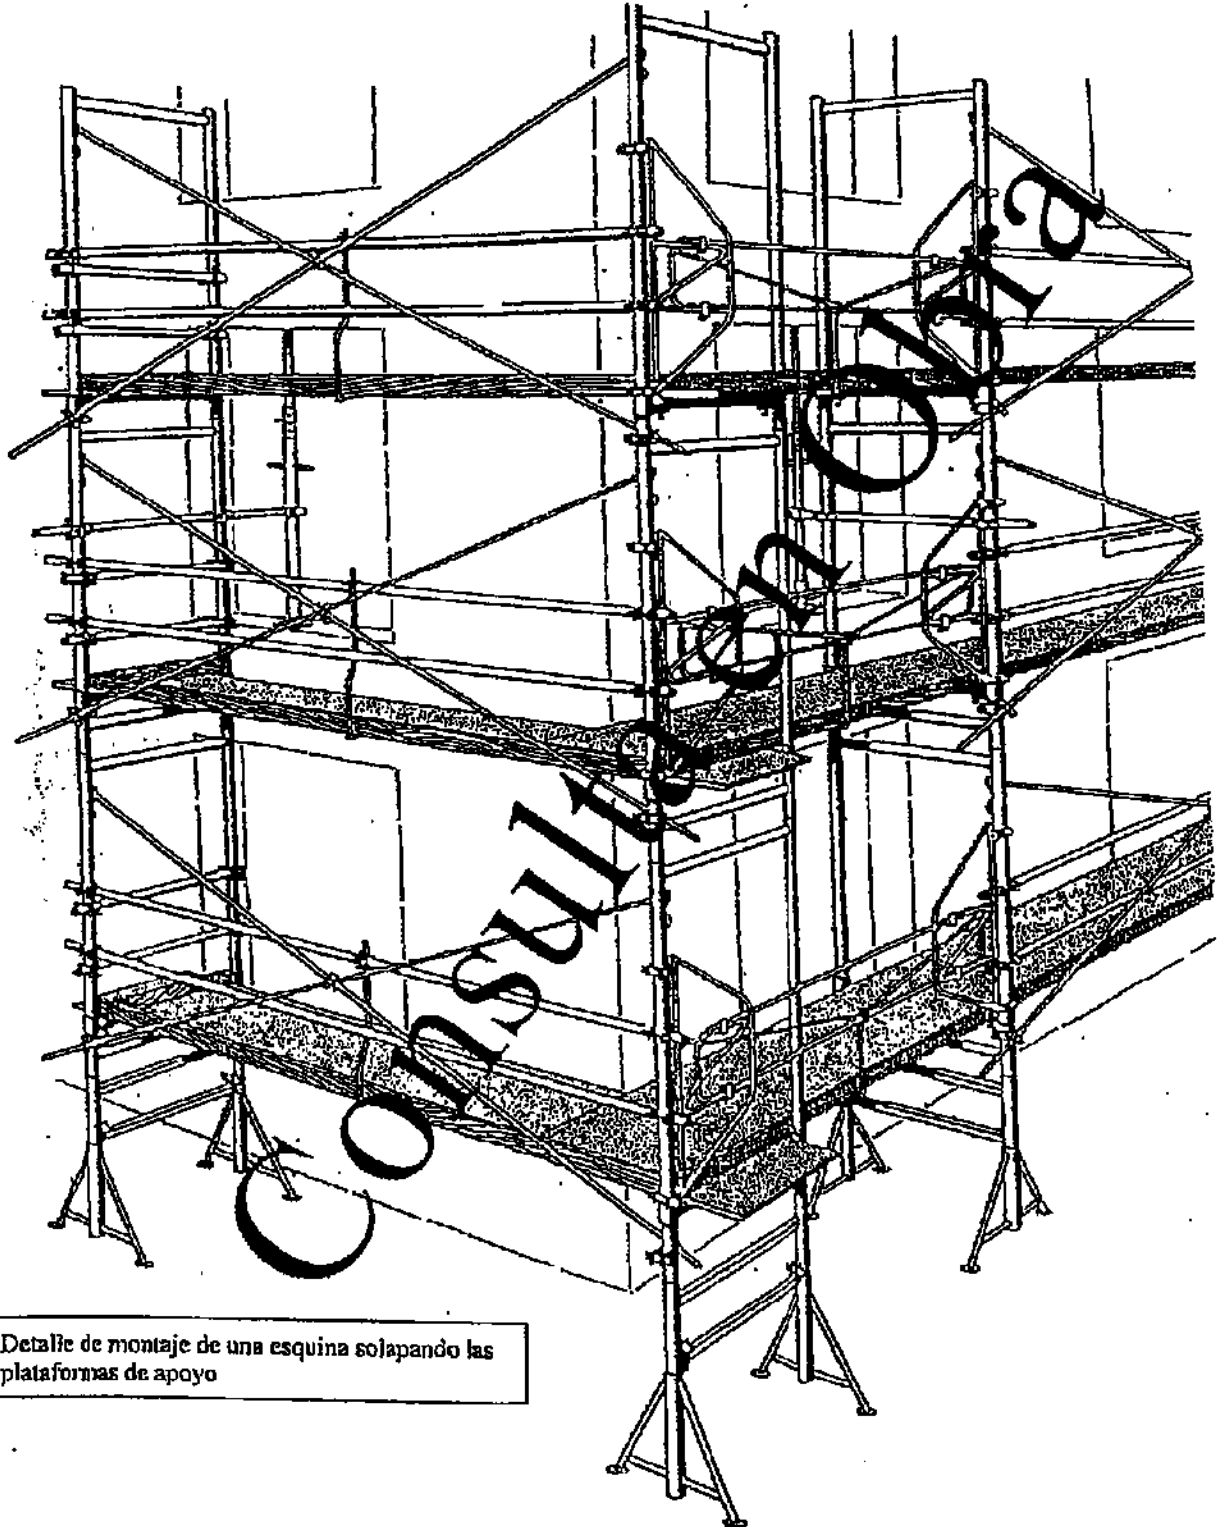 Consulta en Obra
Detalle de montaje de una esquina solapando las
plataformas de apoyo